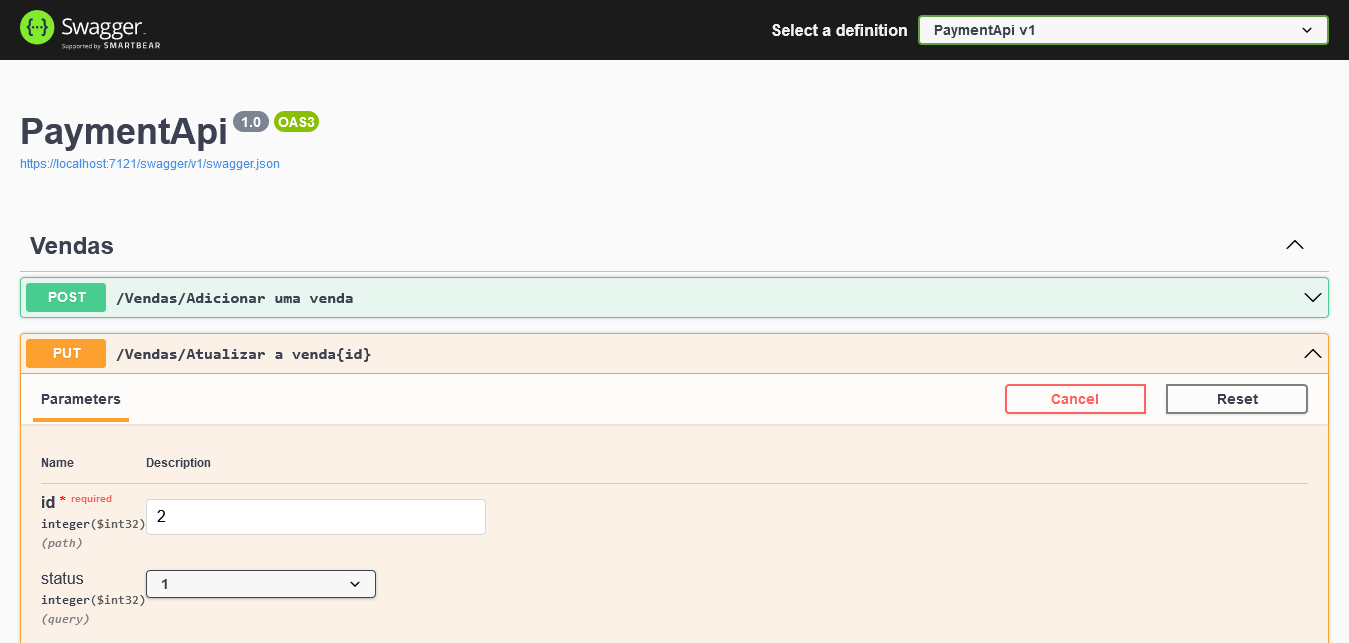 {···} Swagger.
Supported by SMARTBEAR
Select a definition
PaymentApi v1
PaymentApi 1.0 OAS3
https://localhost:7121/swagger/v1/swagger.json
Vendas
POST /Vendas/Adicionar uma venda
PUT /Vendas/Atualizar a venda{id}
Parameters
Cancel
Reset
Name Description
id * required
integer($int32)
(path)
2
status
integer($int32)
(query)
1